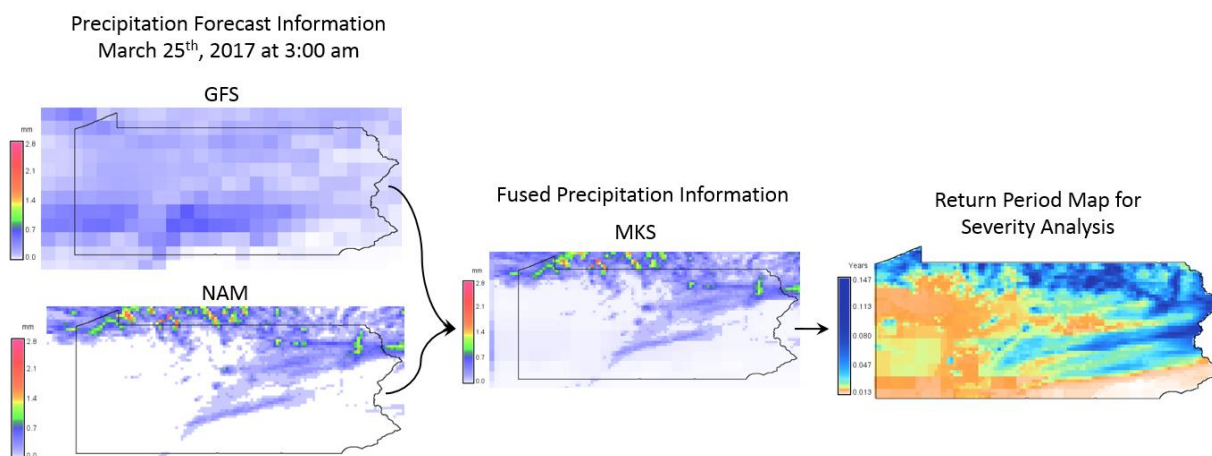 Precipitation Forecast Information
March 25th, 2017 at 3:00 am
GFS
mm
2.8
2.1
1.4
0.7
0.0
NAM
mm
2.8
2.1
1.4
0.7
0.0
Fused Precipitation Information
MKS
mm
2.8
2.1
1.4
0.7
0.0
Return Period Map for
Severity Analysis
Years
0.147
0.113
0.080
0.047
0.013